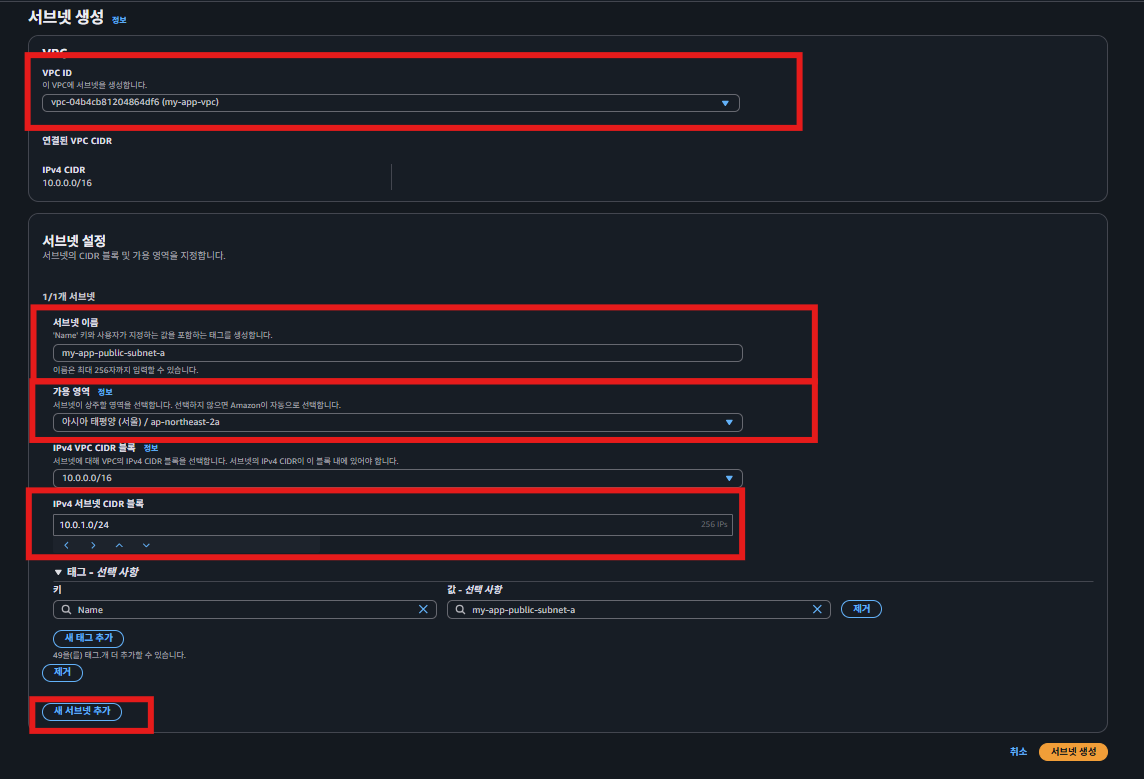 서브넷 생성 정보
VPC
VPC ID
이 VPC에 서브넷을 생성합니다.
vpc-04b4cb81204864df6 (my-app-vpc)
연결된 VPC CIDR
IPv4 CIDR
10.0.0.0/16
서브넷 설정
서브넷의 CIDR 블록 및 가용 영역을 지정합니다.
1/1개 서브넷
서브넷 이름
'Name' 키와 사용자가 지정하는 값을 포함하는 태그를 생성합니다.
my-app-public-subnet-a
이름은 최대 256자까지 입력할 수 있습니다.
가용 영역 정보
서브넷이 상주할 영역을 선택합니다. 선택하지 않으면 Amazon이 자동으로 선택합니다.
아시아 태평양 (서울) / ap-northeast-2a
IPv4 VPC CIDR 블록 정보
서브넷에 대해 VPC의 IPv4 CIDR 블록을 선택합니다. 서브넷의 IPv4 CIDR이 이 블록 내에 있어야 합니다.
10.0.0.0/16
IPv4 서브넷 CIDR 블록
10.0.1.0/24 256 IPs
태그 - 선택 사항
키 값 - 선택 사항
Name my-app-public-subnet-a 제거
새 태그 추가
49을(를) 태그.개 더 추가할 수 있습니다.
제거
새 서브넷 추가
취소 서브넷 생성